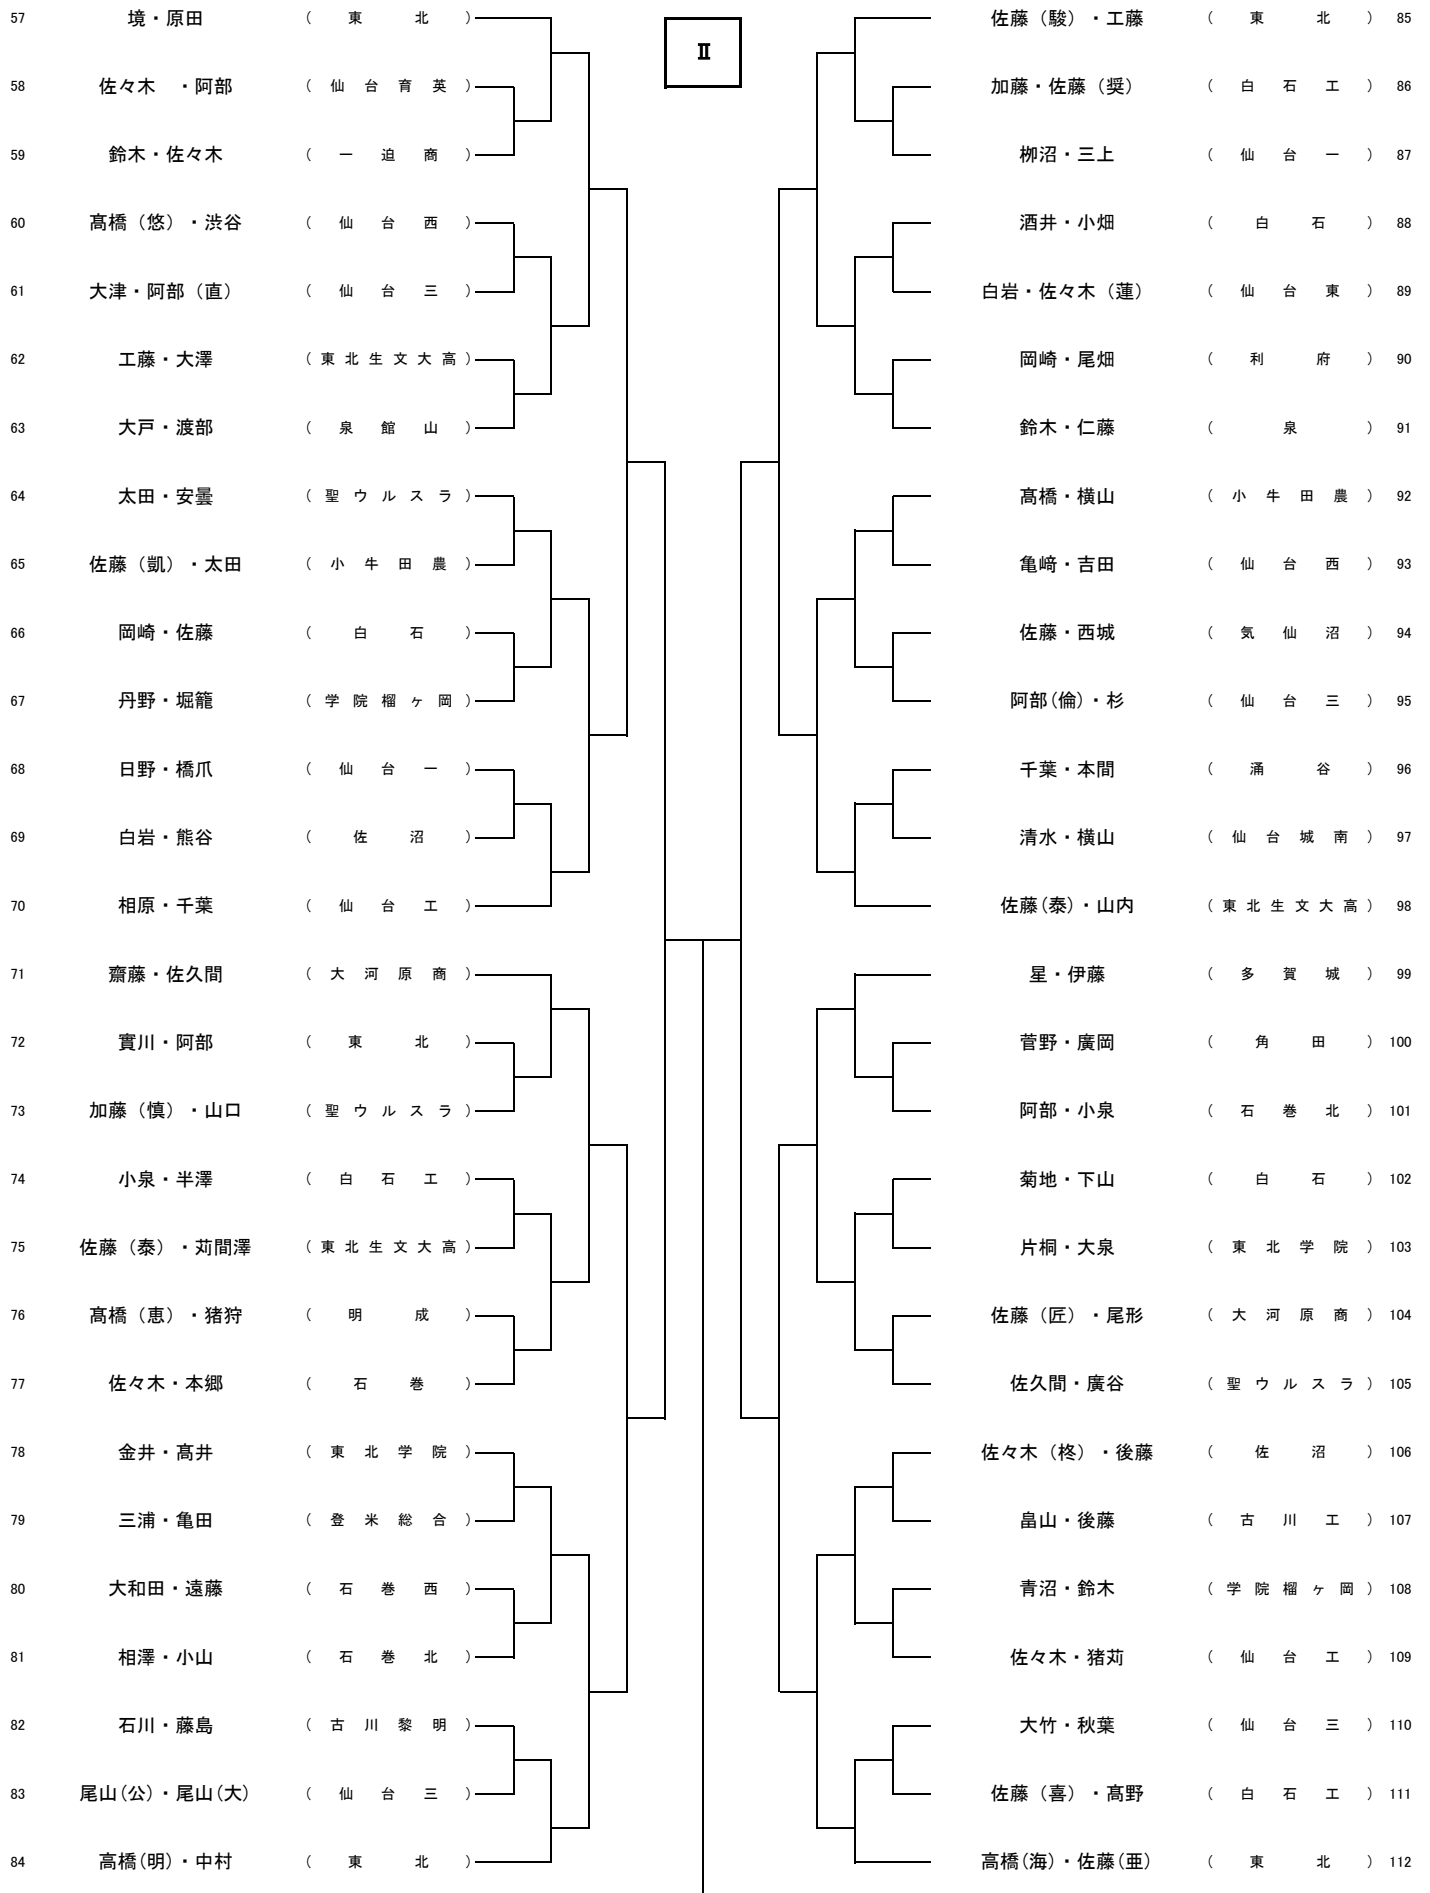 57 境・原田 (東北)
58 佐々木 ・阿部 (仙台育英)
59 鈴木・佐々木 (一迫商)
60 髙橋（悠）・渋谷 (仙台西)
61 大津・阿部（直） (仙台三)
62 工藤・大澤 (東北生文大高)
63 大戸・渡部 (泉館山)
64 太田・安曇 (聖ウルスラ)
65 佐藤（凱）・太田 (小牛田農)
66 岡崎・佐藤 (白石)
67 丹野・堀籠 (学院榴ヶ岡)
68 日野・橋爪 (仙台一)
69 白岩・熊谷 (佐沼)
70 相原・千葉 (仙台工)
71 齋藤・佐久間 (大河原商)
72 實川・阿部 (東北)
73 加藤（慎）・山口 (聖ウルスラ)
74 小泉・半澤 (白石工)
75 佐藤（泰）・苅間澤 (東北生文大高)
76 髙橋（恵）・猪狩 (明成)
77 佐々木・本郷 (石巻)
78 金井・髙井 (東北学院)
79 三浦・亀田 (登米総合)
80 大和田・遠藤 (石巻西)
81 相澤・小山 (石巻北)
82 石川・藤島 (古川黎明)
83 尾山(公)・尾山(大) (仙台三)
84 高橋(明)・中村 (東北)
Ⅱ
佐藤（駿）・工藤 (東北) 85
加藤・佐藤（奨） (白石工) 86
栁沼・三上 (仙台一) 87
酒井・小畑 (白石) 88
白岩・佐々木（蓮） (仙台東) 89
岡崎・尾畑 (利府) 90
鈴木・仁藤 (泉) 91
髙橋・横山 (小牛田農) 92
亀﨑・吉田 (仙台西) 93
佐藤・西城 (気仙沼) 94
阿部(倫)・杉 (仙台三) 95
千葉・本間 (涌谷) 96
清水・横山 (仙台城南) 97
佐藤(泰)・山内 (東北生文大高) 98
星・伊藤 (多賀城) 99
菅野・廣岡 (角田) 100
阿部・小泉 (石巻北) 101
菊地・下山 (白石) 102
片桐・大泉 (東北学院) 103
佐藤（匠）・尾形 (大河原商) 104
佐久間・廣谷 (聖ウルスラ) 105
佐々木（柊）・後藤 (佐沼) 106
畠山・後藤 (古川工) 107
青沼・鈴木 (学院榴ヶ岡) 108
佐々木・猪苅 (仙台工) 109
大竹・秋葉 (仙台三) 110
佐藤（喜）・髙野 (白石工) 111
高橋(海)・佐藤(亜) (東北) 112